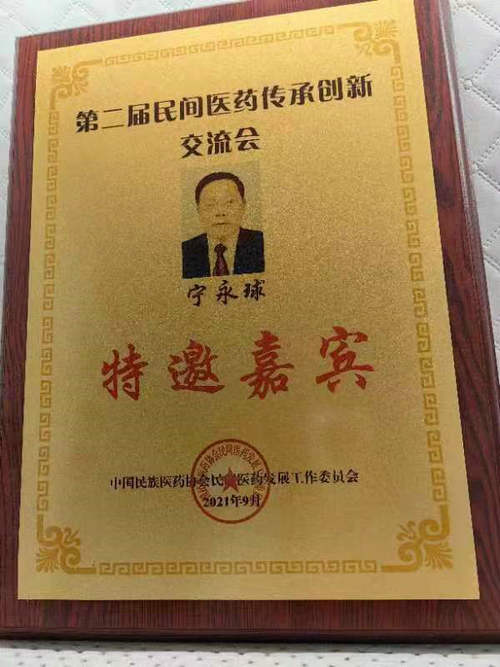 第二届民间医药传承创新
交流会
宁永球
特邀嘉宾
中国民族医药协会民间医药发展工作委员会
2021年9月